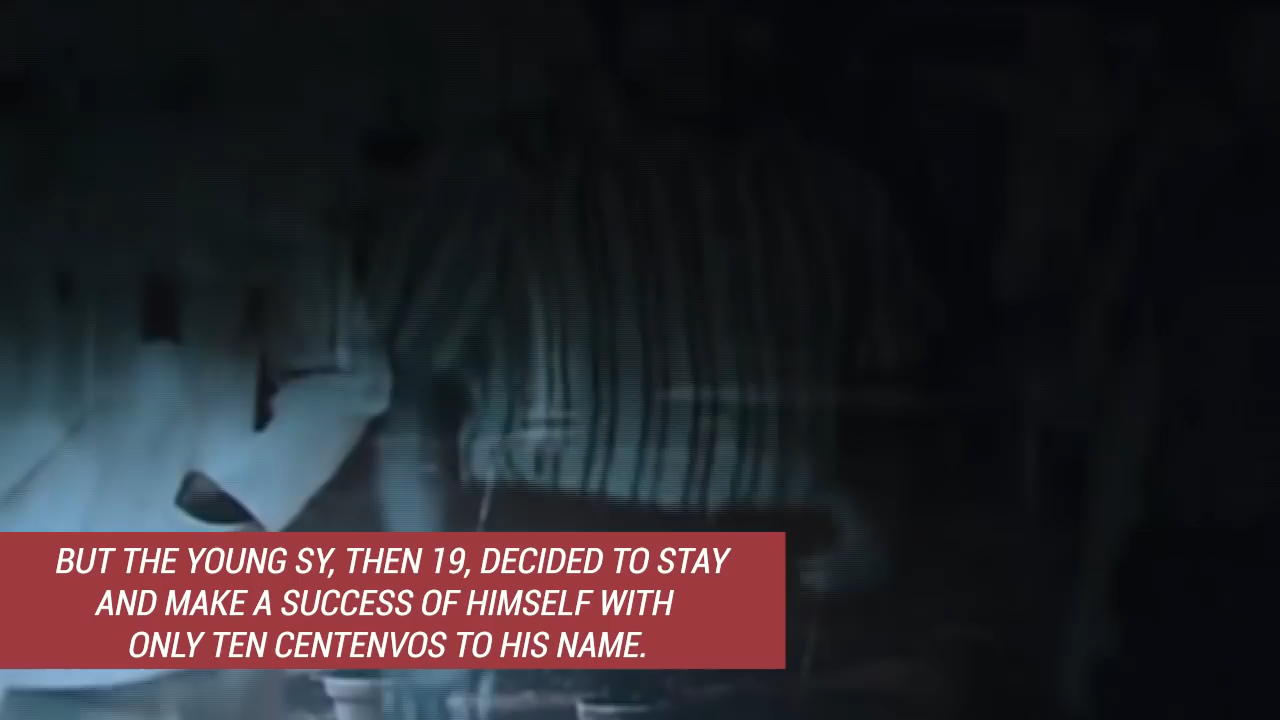 BUT THE YOUNG SY, THEN 19, DECIDED TO STAY
AND MAKE A SUCCESS OF HIMSELF WITH
ONLY TEN CENTENVOS TO HIS NAME.